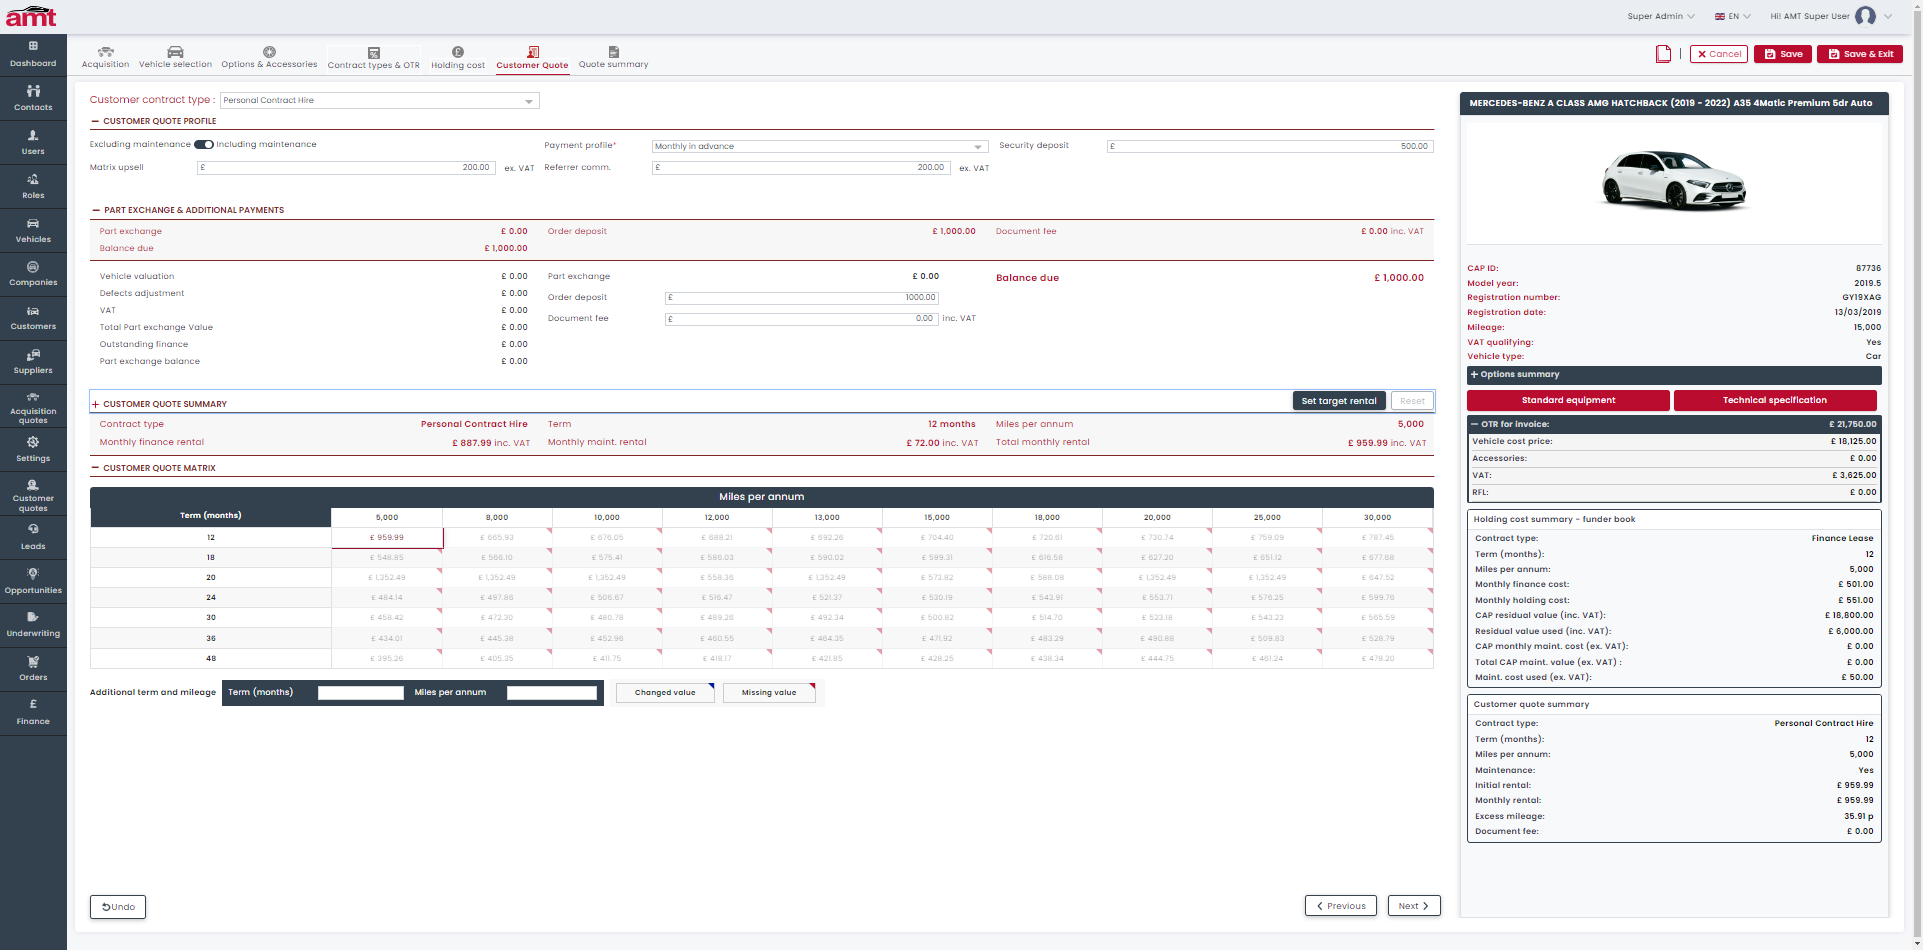 amt
Super Admin
EN
Hi! AMT Super User
Dashboard
Contacts
Users
Roles
Vehicles
Companies
Customers
Suppliers
Acquisition quotes
Settings
Customer quotes
Leads
Opportunities
Underwriting
Orders
Finance
Acquisition
Vehicle selection
Options & Accessories
Contract types & OTR
Holding cost
Customer Quote
Quote summary
Cancel
Save
Save & Exit
Customer contract type : Personal Contract Hire
CUSTOMER QUOTE PROFILE
Excluding maintenance Including maintenance
Payment profile* Monthly in advance
Security deposit £ 500.00
Matrix upsell £ 200.00 ex. VAT
Referrer comm. £ 200.00 ex. VAT
PART EXCHANGE & ADDITIONAL PAYMENTS
Part exchange £ 0.00 Order deposit £ 1,000.00 Document fee £ 0.00 inc. VAT
Balance due £ 1,000.00
Vehicle valuation £ 0.00 Part exchange £ 0.00 Balance due £ 1,000.00
Defects adjustment £ 0.00 Order deposit £ 1000.00
VAT £ 0.00 Document fee £ 0.00 inc. VAT
Total Part exchange Value £ 0.00
Outstanding finance £ 0.00
Part exchange balance £ 0.00
CUSTOMER QUOTE SUMMARY Set target rental Reset
Contract type Personal Contract Hire Term 12 months Miles per annum 5,000
Monthly finance rental £ 887.99 inc. VAT Monthly maint. rental £ 72.00 inc. VAT Total monthly rental £ 959.99 inc. VAT
CUSTOMER QUOTE MATRIX
Miles per annum
Term (months) 5,000 8,000 10,000 12,000 13,000 15,000 18,000 20,000 25,000 30,000
12 £ 959.99 £ 665.93 £ 676.05 £ 688.21 £ 692.26 £ 704.40 £ 720.61 £ 730.74 £ 759.09 £ 787.45
18 £ 548.85 £ 566.10 £ 575.41 £ 586.03 £ 590.02 £ 599.31 £ 616.58 £ 627.20 £ 651.12 £ 677.68
20 £ 1,352.49 £ 1,352.49 £ 1,352.49 £ 558.36 £ 1,352.49 £ 573.82 £ 588.08 £ 1,352.49 £ 1,352.49 £ 647.52
24 £ 484.14 £ 497.86 £ 506.67 £ 516.47 £ 521.37 £ 530.19 £ 543.91 £ 553.71 £ 576.25 £ 599.76
30 £ 458.42 £ 472.30 £ 480.78 £ 489.26 £ 492.34 £ 500.82 £ 514.70 £ 523.18 £ 543.23 £ 565.59
36 £ 434.01 £ 445.38 £ 452.96 £ 460.55 £ 464.35 £ 471.92 £ 483.29 £ 490.88 £ 509.83 £ 528.79
48 £ 395.26 £ 405.35 £ 411.75 £ 418.17 £ 421.85 £ 428.25 £ 438.34 £ 444.75 £ 461.24 £ 478.20
Additional term and mileage Term (months) Miles per annum Changed value Missing value
Undo
Previous
Next
MERCEDES-BENZ A CLASS AMG HATCHBACK (2019 - 2022) A35 4Matic Premium 5dr Auto
CAP ID: 87736
Model year: 2019.5
Registration number: GY19XAG
Registration date: 13/03/2019
Mileage: 15,000
VAT qualifying: Yes
Vehicle type: Car
Options summary
Standard equipment
Technical specification
OTR for invoice: £ 21,750.00
Vehicle cost price: £ 18,125.00
Accessories: £ 0.00
VAT: £ 3,625.00
RFL: £ 0.00
Holding cost summary - funder book
Contract type: Finance Lease
Term (months): 12
Miles per annum: 5,000
Monthly finance cost: £ 501.00
Monthly holding cost: £ 551.00
CAP residual value (inc. VAT): £ 18,800.00
Residual value used (inc. VAT): £ 6,000.00
CAP monthly maint. cost (ex. VAT): £ 0.00
Total CAP maint. value (ex. VAT) : £ 0.00
Maint. cost used (ex. VAT): £ 50.00
Customer quote summary
Contract type: Personal Contract Hire
Term (months): 12
Miles per annum: 5,000
Maintenance: Yes
Initial rental: £ 959.99
Monthly rental: £ 959.99
Excess mileage: 35.91 p
Document fee: £ 0.00